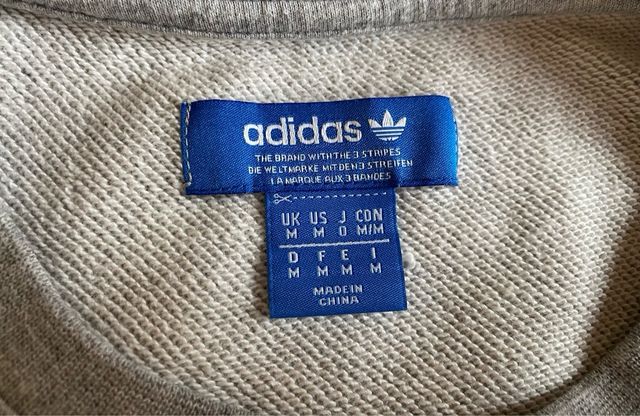 adidas
THE BRAND WITH THE 3 STRIPES
DIE WELTMARKE MIT DEN 3 STREIFEN
LA MARQUE AUX 3 BANDES
UK US J CDN
M M O M/M
D F E I
M M M M
MADE IN
CHINA